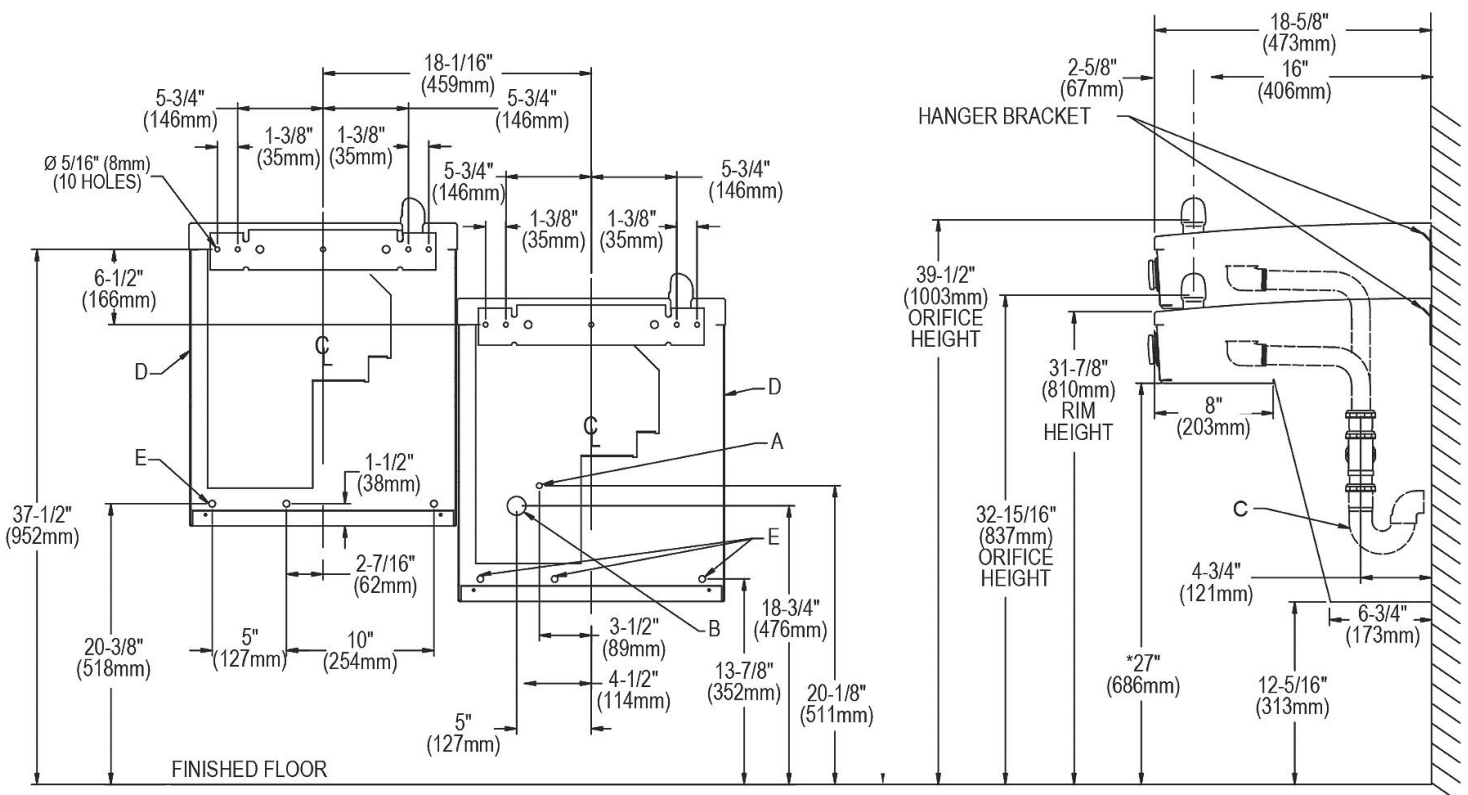 18-1/16"
(459mm)
5-3/4"
(146mm)
5-3/4"
(146mm)
1-3/8"
(35mm)
1-3/8"
(35mm)
Ø 5/16" (8mm)
(10 HOLES)
5-3/4"
(146mm)
5-3/4"
(146mm)
1-3/8"
(35mm)
1-3/8"
(35mm)
6-1/2"
(166mm)
CL
D
E
1-1/2"
(38mm)
37-1/2"
(952mm)
2-7/16"
(62mm)
20-3/8"
(518mm)
5"
(127mm)
10"
(254mm)
CL
D
A
E
B
3-1/2"
(89mm)
4-1/2"
(114mm)
5"
(127mm)
18-3/4"
(476mm)
13-7/8"
(352mm)
20-1/8"
(511mm)
FINISHED FLOOR
18-5/8"
(473mm)
2-5/8"
(67mm)
16"
(406mm)
HANGER BRACKET
39-1/2"
(1003mm)
ORIFICE
HEIGHT
31-7/8"
(810mm)
RIM
HEIGHT
8"
(203mm)
32-15/16"
(837mm)
ORIFICE
HEIGHT
C
4-3/4"
(121mm)
6-3/4"
(173mm)
*27"
(686mm)
12-5/16"
(313mm)